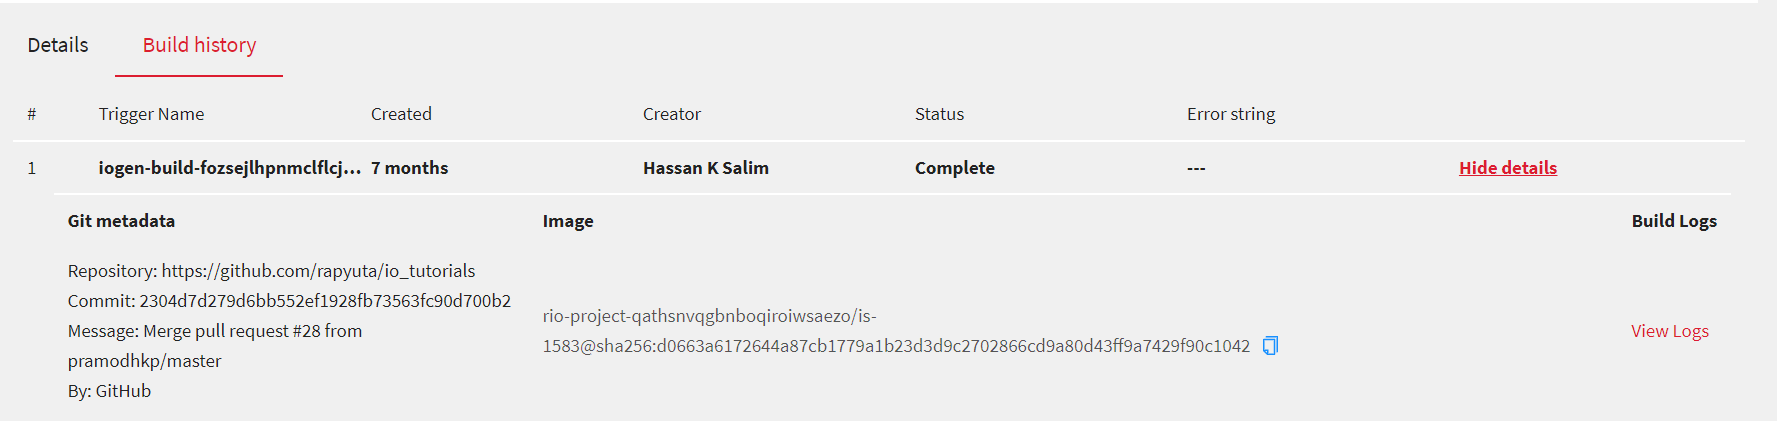 Details Build history
# Trigger Name Created Creator Status Error string
1 iogen-build-fozsejlhpnmclflcj... 7 months Hassan K Salim Complete --- Hide details
Git metadata Image Build Logs
Repository: https://github.com/rapyuta/io_tutorials
Commit: 2304d7d279d6bb552ef1928fb73563fc90d700b2
Message: Merge pull request #28 from
pramodhkp/master
By: GitHub
rio-project-qathsnvqgbnboqiroiwsaezo/is-
1583@sha256:d0663a6172644a87cb1779a1b23d3d9c2702866cd9a80d43ff9a7429f90c1042
View Logs